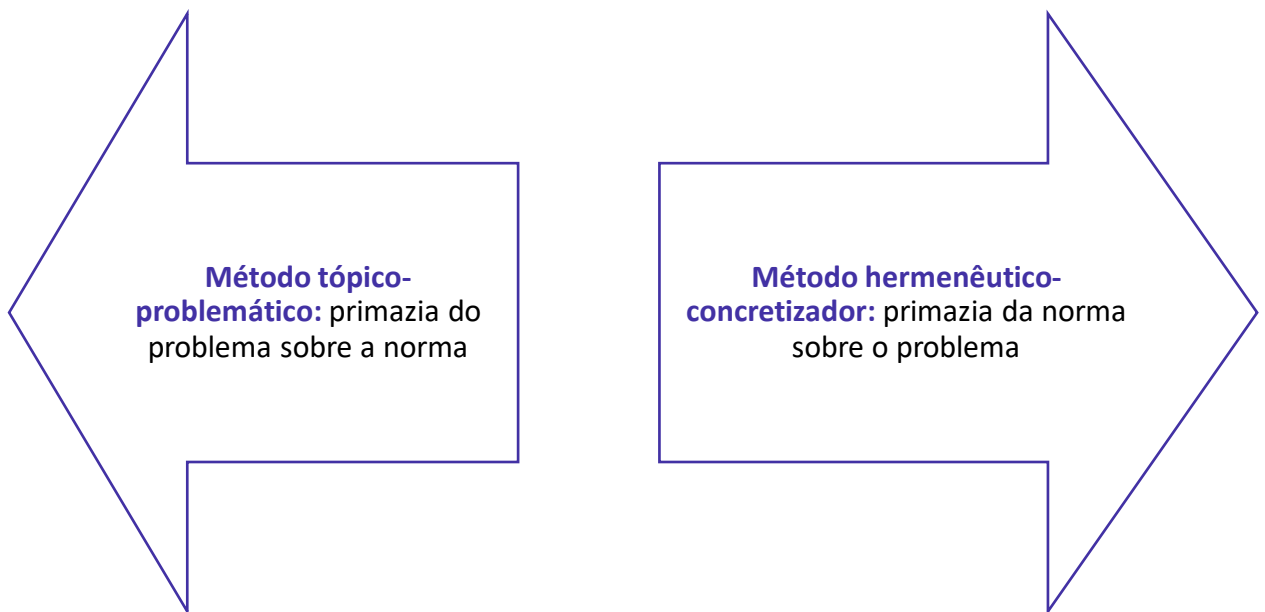 Método tópico-
problemático: primazia do
problema sobre a norma
Método hermenêutico-
concretizador: primazia da norma
sobre o problema